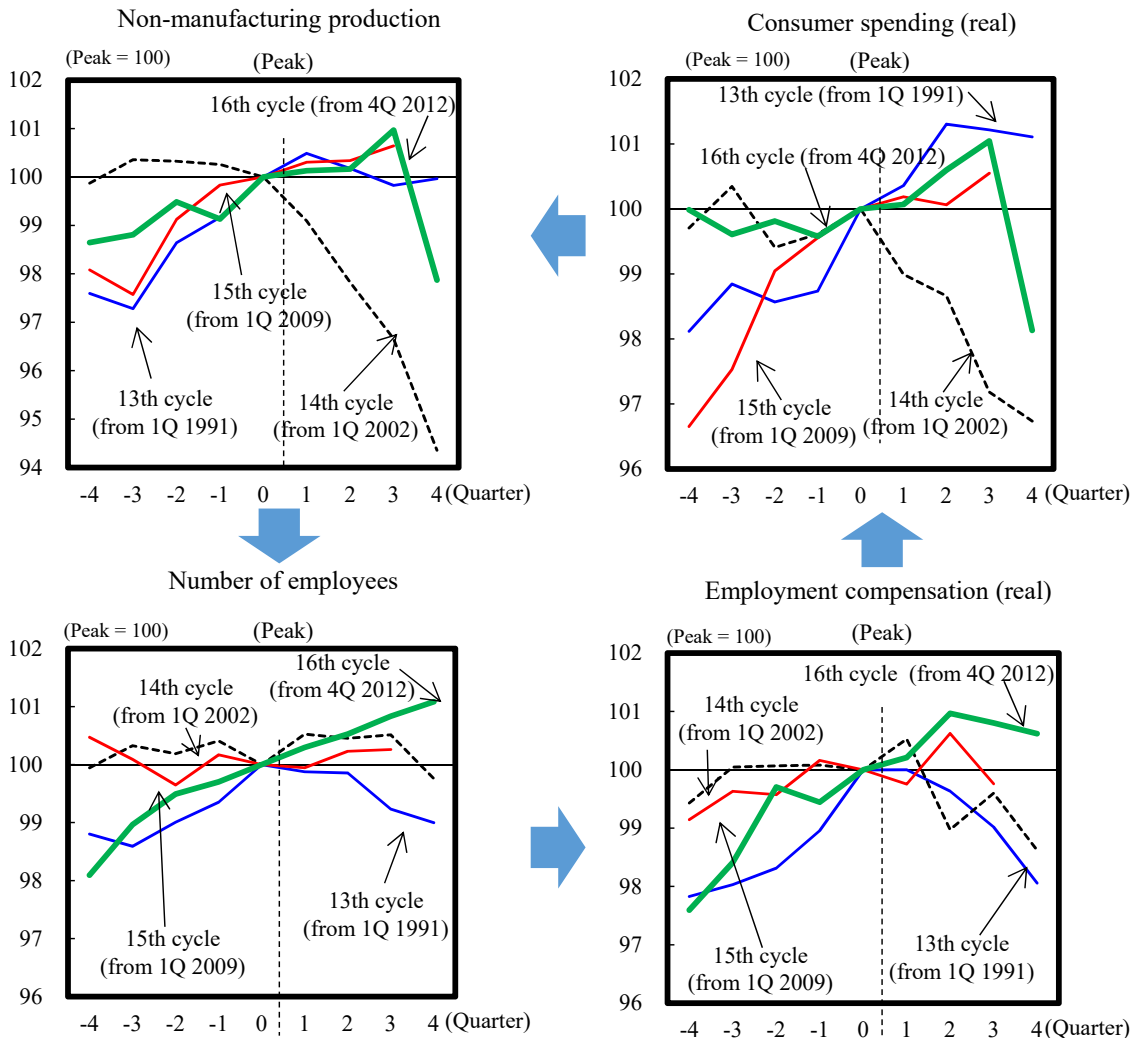 Non-manufacturing production
(Peak = 100)
(Peak)
102
101
100
99
98
97
96
95
94
16th cycle (from 4Q 2012)
15th cycle
(from 1Q 2009)
13th cycle
(from 1Q 1991)
14th cycle
(from 1Q 2002)
-4 -3 -2 -1 0 1 2 3 4 (Quarter)
Consumer spending (real)
(Peak = 100)
(Peak)
102
101
100
99
98
97
96
13th cycle (from 1Q 1991)
16th cycle (from 4Q 2012)
15th cycle
(from 1Q 2009)
14th cycle
(from 1Q 2002)
-4 -3 -2 -1 0 1 2 3 4 (Quarter)
Number of employees
(Peak = 100)
(Peak)
102
101
100
99
98
97
96
16th cycle
(from 4Q 2012)
14th cycle
(from 1Q 2002)
15th cycle
(from 1Q 2009)
13th cycle
(from 1Q 1991)
-4 -3 -2 -1 0 1 2 3 4 (Quarter)
Employment compensation (real)
(Peak = 100)
(Peak)
102
101
100
99
98
97
96
16th cycle (from 4Q 2012)
14th cycle
(from 1Q 2002)
15th cycle
(from 1Q 2009)
13th cycle
(from 1Q 1991)
-4 -3 -2 -1 0 1 2 3 4 (Quarter)